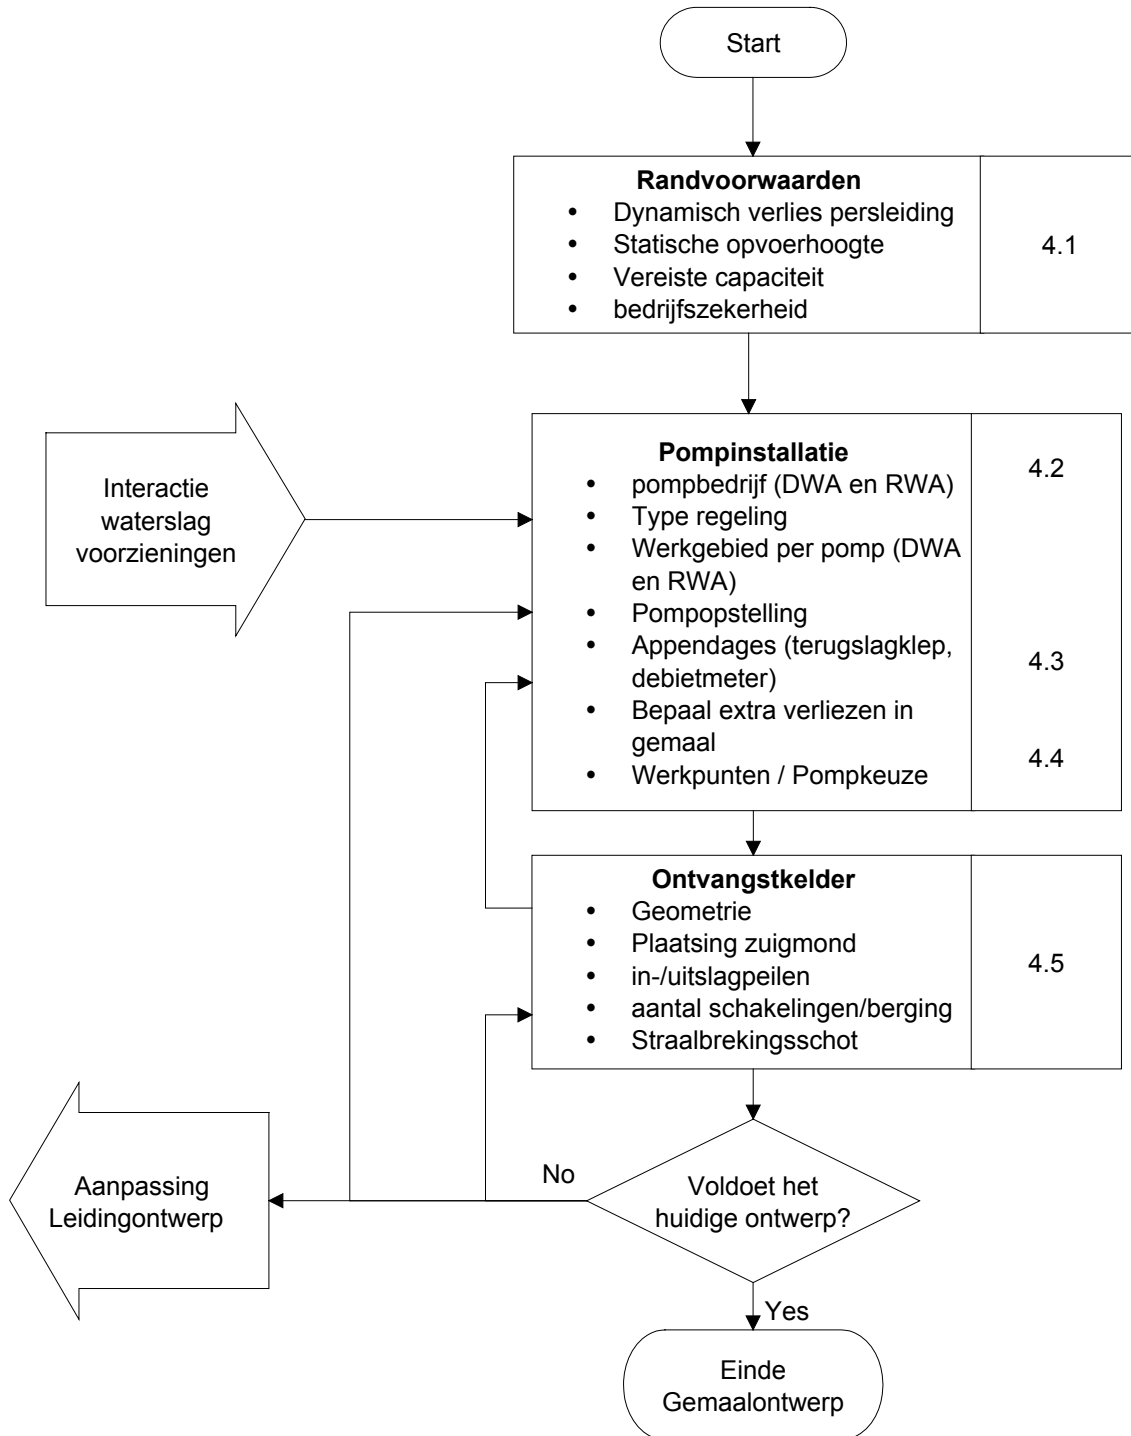 Start
Randvoorwaarden
• Dynamisch verlies persleiding
• Statische opvoerhoogte
• Vereiste capaciteit
• bedrijfszekerheid
4.1
Interactie
waterslag
voorzieningen
Pompinstallatie
• pompbedrijf (DWA en RWA)
• Type regeling
• Werkgebied per pomp (DWA
en RWA)
• Pompopstelling
• Appendages (terugslagklep,
debietmeter)
• Bepaal extra verliezen in
gemaal
• Werkpunten / Pompkeuze
4.2
4.3
4.4
Ontvangstkelder
• Geometrie
• Plaatsing zuigmond
• in-/uitslagpeilen
• aantal schakelingen/berging
• Straalbrekingsschot
4.5
Voldoet het
huidige ontwerp?
No
Aanpassing
Leidingontwerp
Yes
Einde
Gemaalontwerp